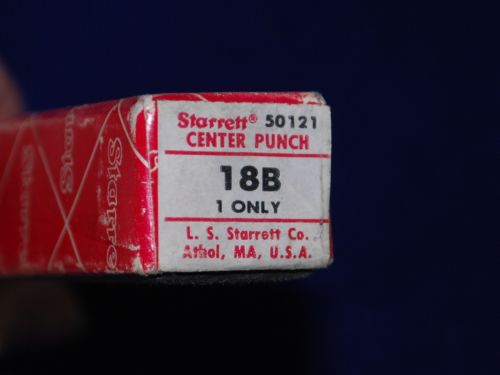 Starrett® 50121
CENTER PUNCH
18B
1 ONLY
L. S. Starrett Co.
Athol, MA, U.S.A.